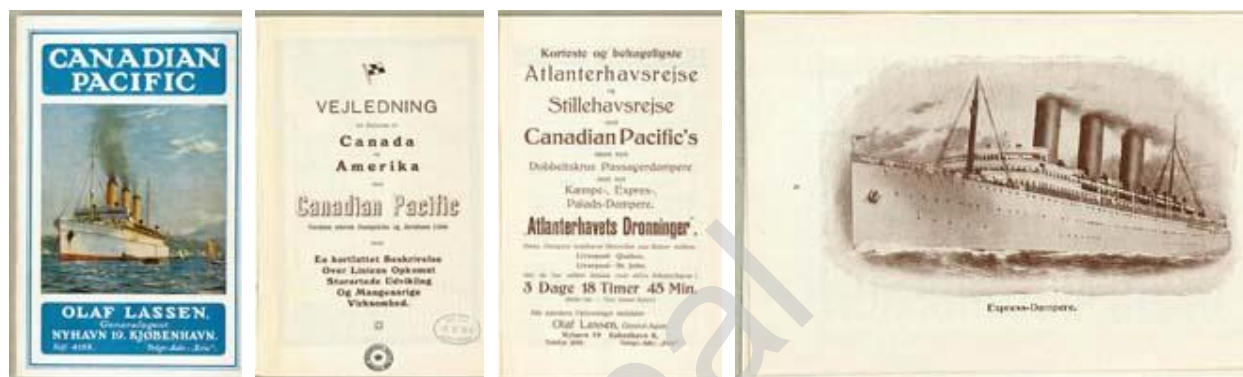 CANADIAN
PACIFIC
OLAF LASSEN,
Generalagent
NYHAVN 19. KJØBENHAVN.
VEJLEDNING
Canada
og
Amerika
Canadian Pacific
En kortfattet Beskrivelse
Over Liniens Opkomst
Storartede Udvikling
Og Mangeartige
Virksomhed.
Korteste og behageligste
Atlanterhavsrejse
og
Stillehavsrejse
Canadian Pacific's
Dobbeltskrue Passagerdampere
Kæmpe-, Expres-,
Palads-Dampere.
"Atlanterhavets Dronninger".
Liverpool–Quebec.
Liverpool–St. John.
3 Dage 18 Timer 45 Min.
Olaf Lassen, General-Agent
Nyhavn 19 København K.
Express-Dampere.